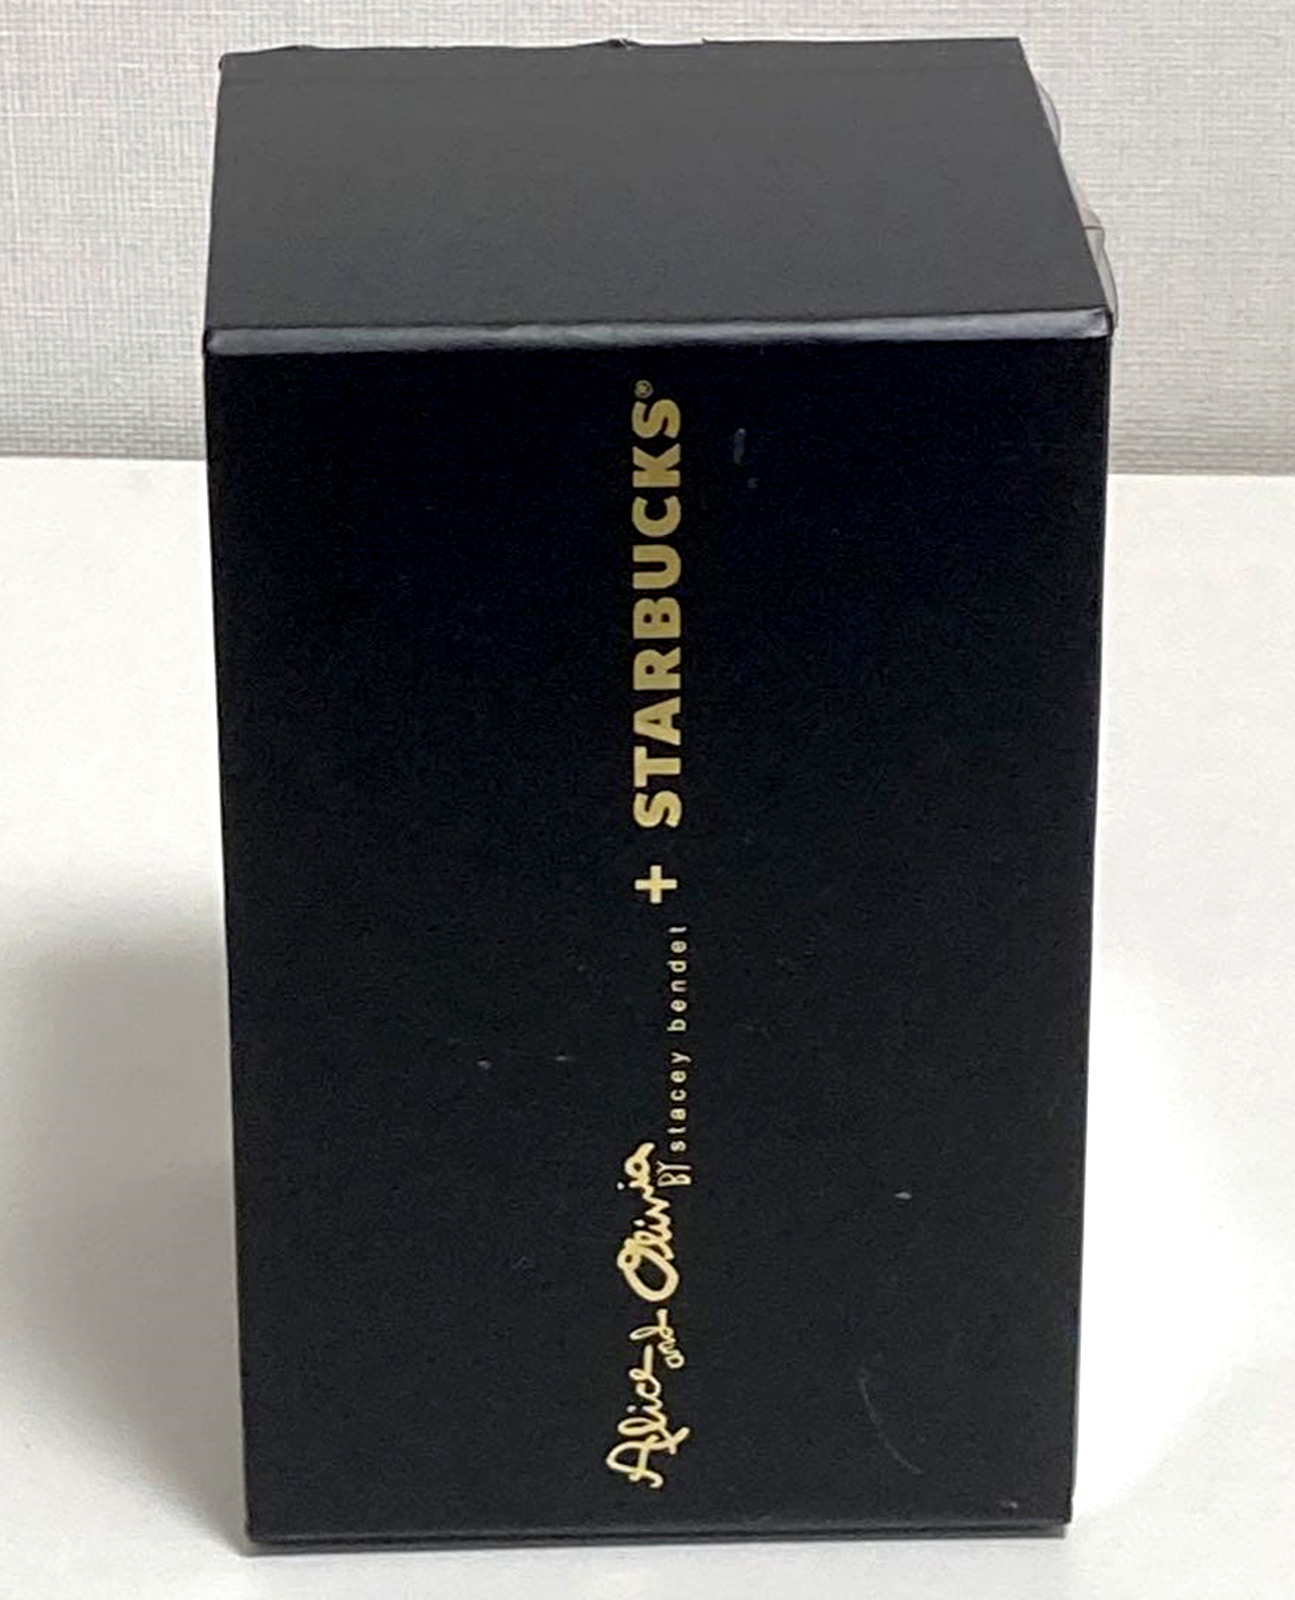 Alice and Olivia
BY stacey bendet
+ STARBUCKS®